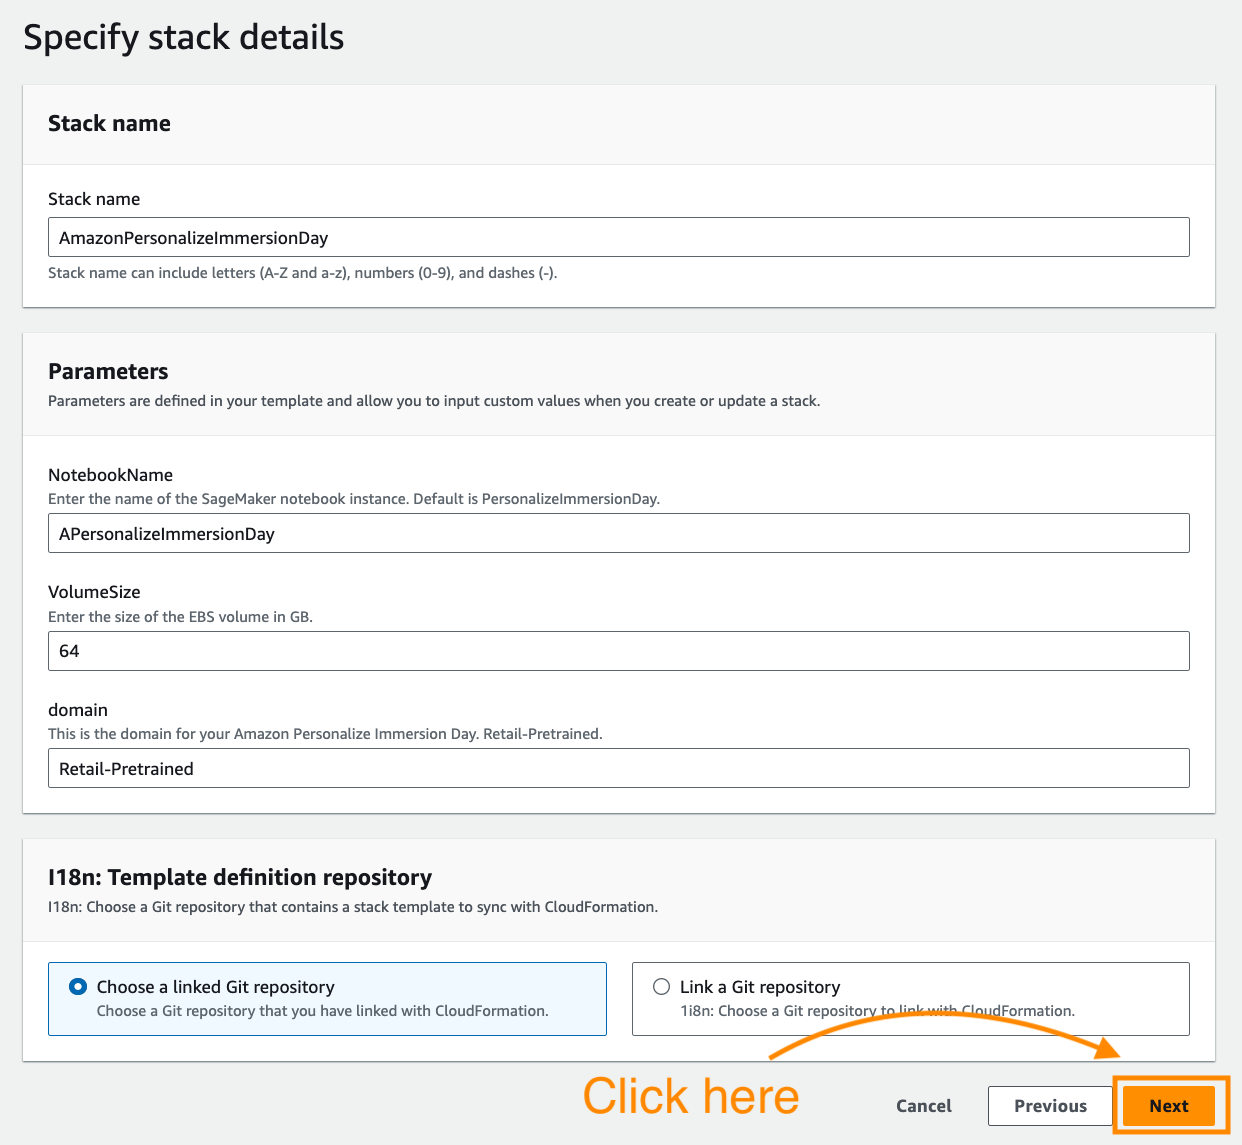 Specify stack details
Stack name
Stack name
AmazonPersonalizeImmersionDay
Stack name can include letters (A-Z and a-z), numbers (0-9), and dashes (-).
Parameters
Parameters are defined in your template and allow you to input custom values when you create or update a stack.
NotebookName
Enter the name of the SageMaker notebook instance. Default is PersonalizeImmersionDay.
APersonalizeImmersionDay
VolumeSize
Enter the size of the EBS volume in GB.
64
domain
This is the domain for your Amazon Personalize Immersion Day. Retail-Pretrained.
Retail-Pretrained
I18n: Template definition repository
I18n: Choose a Git repository that contains a stack template to sync with CloudFormation.
Choose a linked Git repository
Choose a Git repository that you have linked with CloudFormation.
Link a Git repository
1i8n: Choose a Git repository to link with CloudFormation.
Click here
Cancel
Previous
Next